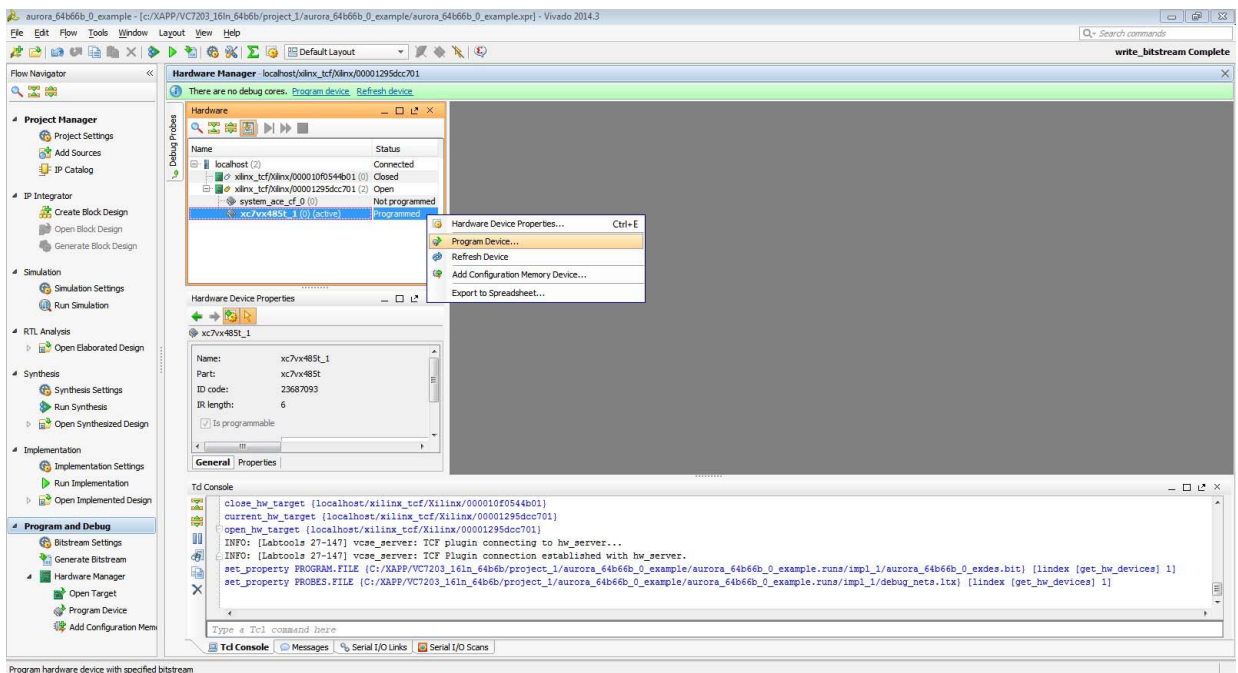 aurora_64b66b_0_example - [c:/XAPP/VC7203_16ln_64b6b/project_1/aurora_64b66b_0_example/aurora_64b66b_0_example.xpr] - Vivado 2014.3
File Edit Flow Tools Window Layout View Help
Search commands
Default Layout
write_bitstream Complete
Flow Navigator
Project Manager
Project Settings
Add Sources
IP Catalog
IP Integrator
Create Block Design
Open Block Design
Generate Block Design
Simulation
Simulation Settings
Run Simulation
RTL Analysis
Open Elaborated Design
Synthesis
Synthesis Settings
Run Synthesis
Open Synthesized Design
Implementation
Implementation Settings
Run Implementation
Open Implemented Design
Program and Debug
Bitstream Settings
Generate Bitstream
Hardware Manager
Open Target
Program Device
Add Configuration Mem
Hardware Manager - localhost/xilinx_tcf/Xilinx/00001295dcc701
There are no debug cores. Program device Refresh device
Debug Probes
Hardware
Name Status
localhost (2) Connected
xilinx_tcf/Xilinx/000010f0544b01 (0) Closed
xilinx_tcf/Xilinx/00001295dcc701 (2) Open
system_ace_cf_0 (0) Not programmed
xc7vx485t_1 (0) (active) Programmed
Hardware Device Properties... Ctrl+E
Program Device...
Refresh Device
Add Configuration Memory Device...
Export to Spreadsheet...
Hardware Device Properties
xc7vx485t_1
Name: xc7vx485t_1
Part: xc7vx485t
ID code: 23687093
IR length: 6
Is programmable
General Properties
Tcl Console
close_hw_target {localhost/xilinx_tcf/Xilinx/000010f0544b01}
current_hw_target {localhost/xilinx_tcf/Xilinx/00001295dcc701}
open_hw_target {localhost/xilinx_tcf/Xilinx/00001295dcc701}
INFO: [Labtools 27-147] vcse_server: TCF plugin connecting to hw_server...
INFO: [Labtools 27-147] vcse_server: TCF Plugin connection established with hw_server.
set_property PROGRAM.FILE {C:/XAPP/VC7203_16ln_64b6b/project_1/aurora_64b66b_0_example/aurora_64b66b_0_example.runs/impl_1/aurora_64b66b_0_exdes.bit} [lindex [get_hw_devices] 1]
set_property PROBES.FILE {C:/XAPP/VC7203_16ln_64b6b/project_1/aurora_64b66b_0_example/aurora_64b66b_0_example.runs/impl_1/debug_nets.ltx} [lindex [get_hw_devices] 1]
Type a Tcl command here
Tcl Console Messages Serial I/O Links Serial I/O Scans
Program hardware device with specified bitstream